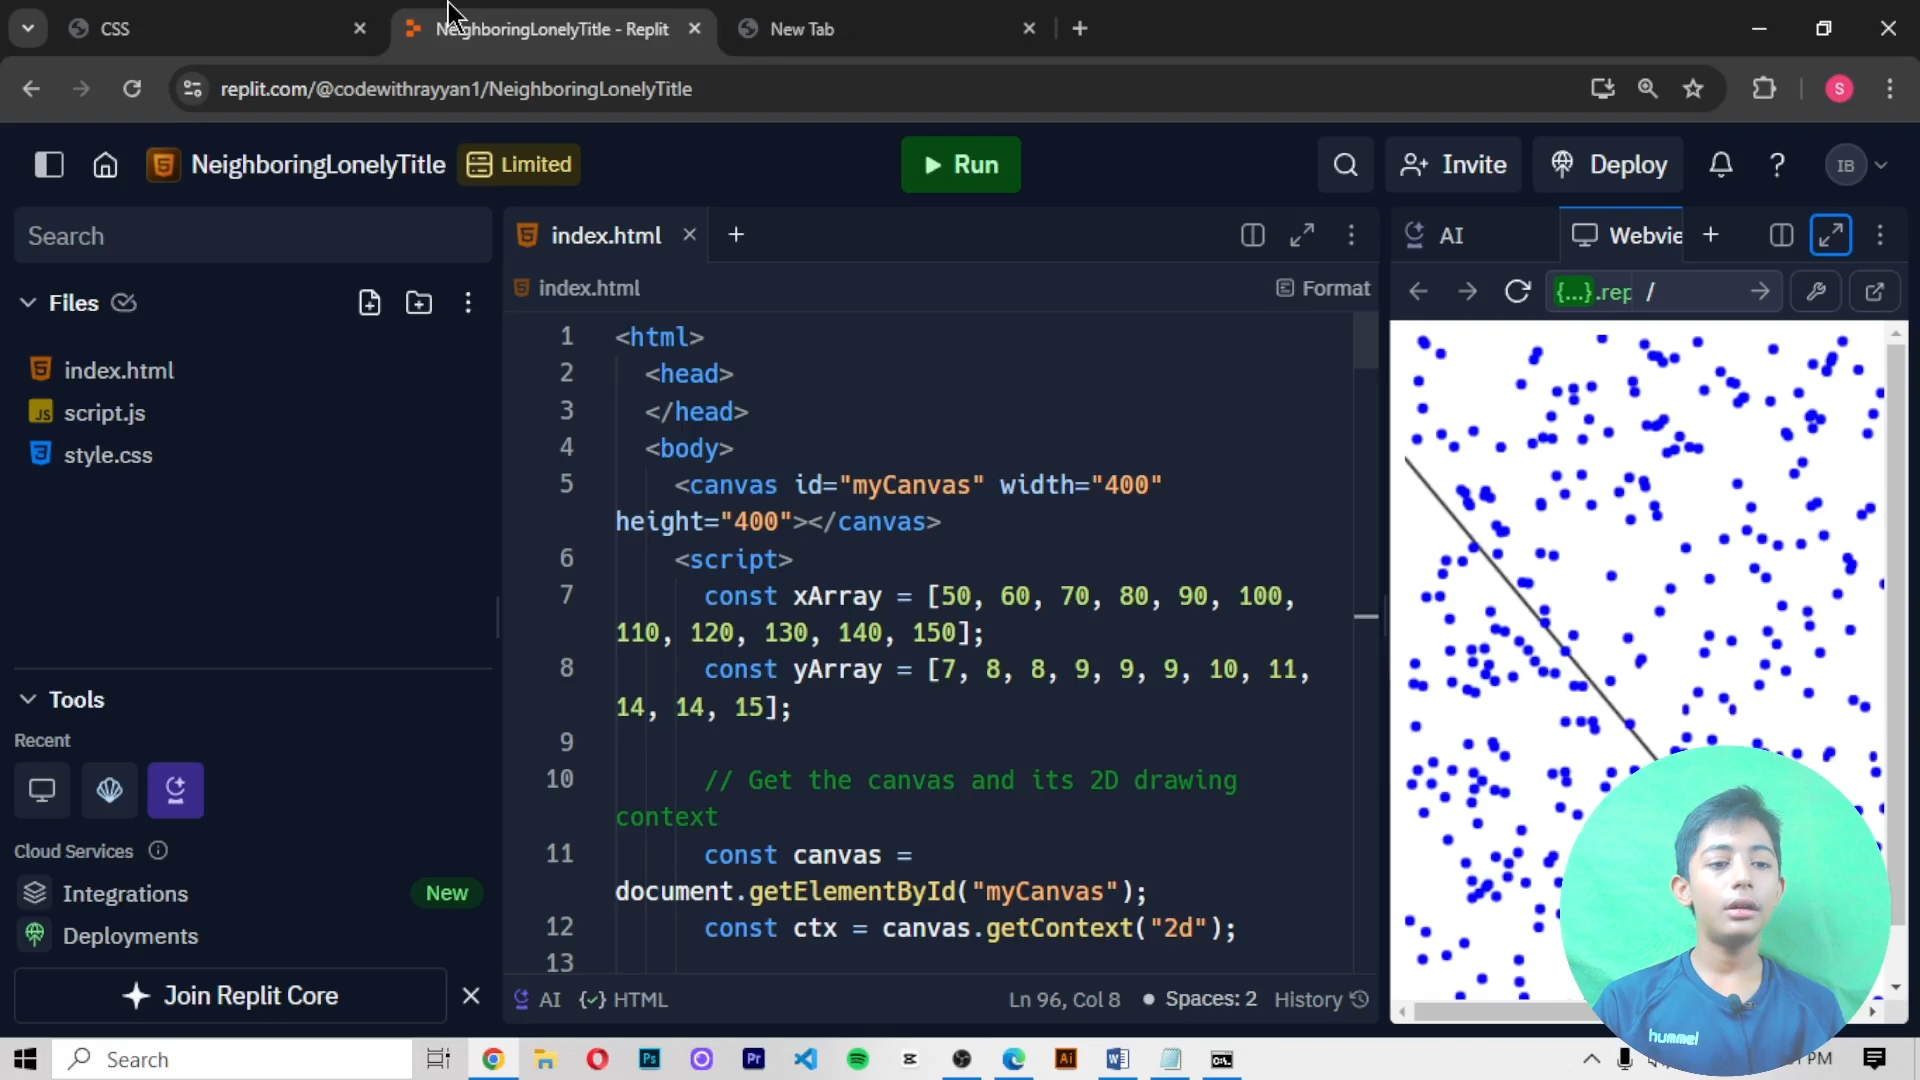 CSS
NeighboringLonelyTitle - Replit
New Tab
replit.com/@codewithrayyan1/NeighboringLonelyTitle
S
NeighboringLonelyTitle
Limited
Run
Invite
Deploy
IB
Search
index.html
AI
Webvie
Files
index.html
Format
{...}.rep /
index.html
script.js
style.css
1 <html>
2 <head>
3 </head>
4 <body>
5 <canvas id="myCanvas" width="400"
height="400"></canvas>
6 <script>
7 const xArray = [50, 60, 70, 80, 90, 100,
110, 120, 130, 140, 150];
8 const yArray = [7, 8, 8, 9, 9, 9, 10, 11,
14, 14, 15];
9
10 // Get the canvas and its 2D drawing
context
11 const canvas =
document.getElementById("myCanvas");
12 const ctx = canvas.getContext("2d");
13
Tools
Recent
Cloud Services
Integrations
New
Deployments
Join Replit Core
AI
HTML
Ln 96, Col 8
Spaces: 2
History
hummel
Search
PM